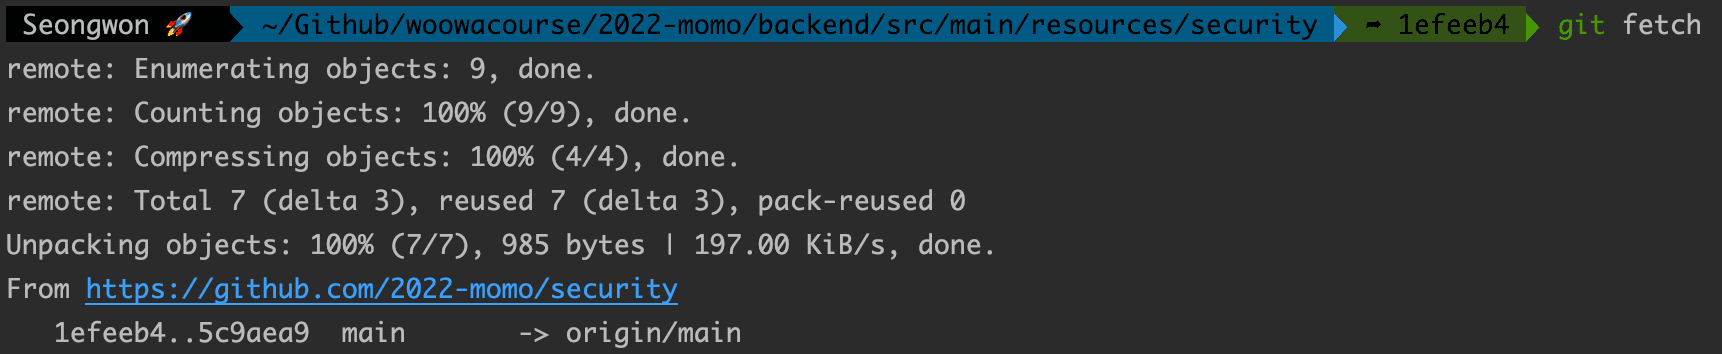 Seongwon 🚀 ~/Github/woowacourse/2022-momo/backend/src/main/resources/security ➦ 1efeeb4 git fetch
remote: Enumerating objects: 9, done.
remote: Counting objects: 100% (9/9), done.
remote: Compressing objects: 100% (4/4), done.
remote: Total 7 (delta 3), reused 7 (delta 3), pack-reused 0
Unpacking objects: 100% (7/7), 985 bytes | 197.00 KiB/s, done.
From https://github.com/2022-momo/security
   1efeeb4..5c9aea9  main       -> origin/main